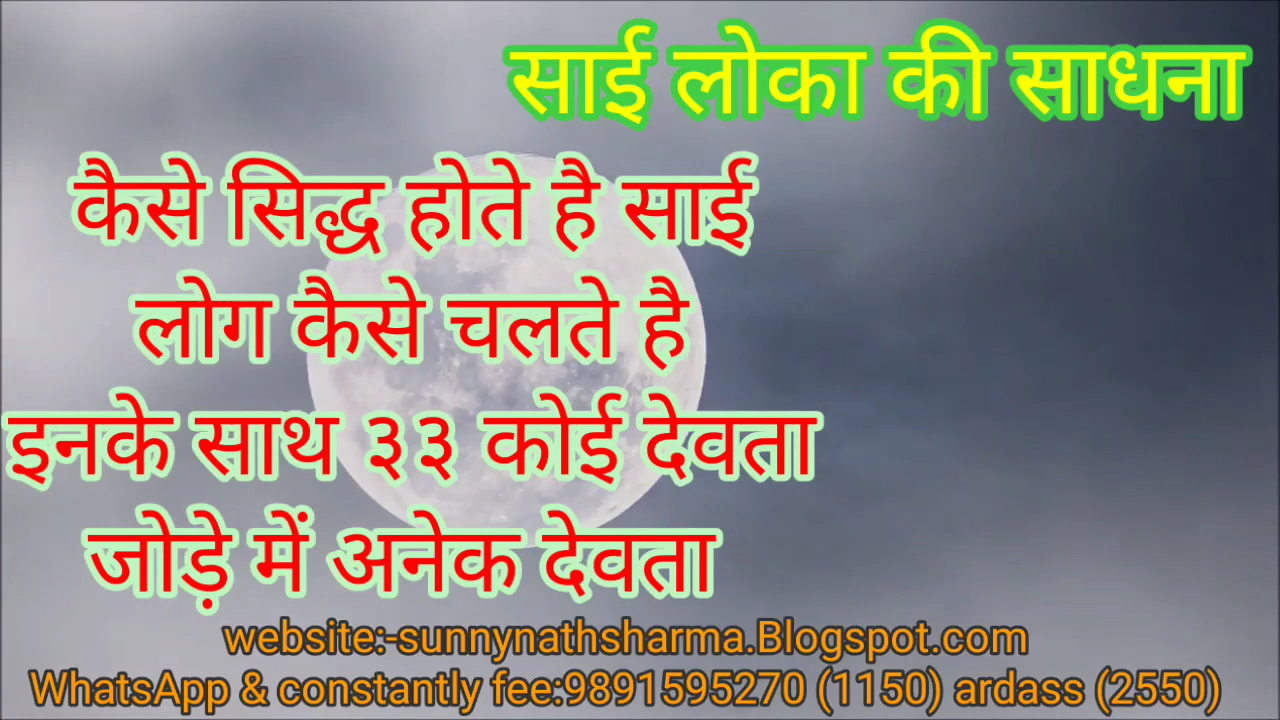 साई लोका की साधना
कैसे सिद्ध होते है साई
लोग कैसे चलते है
इनके साथ ३३ कोई देवता
जोड़े में अनेक देवता
website:-sunnynathsharma.Blogspot.com
WhatsApp & constantly fee:9891595270 (1150) ardass (2550)